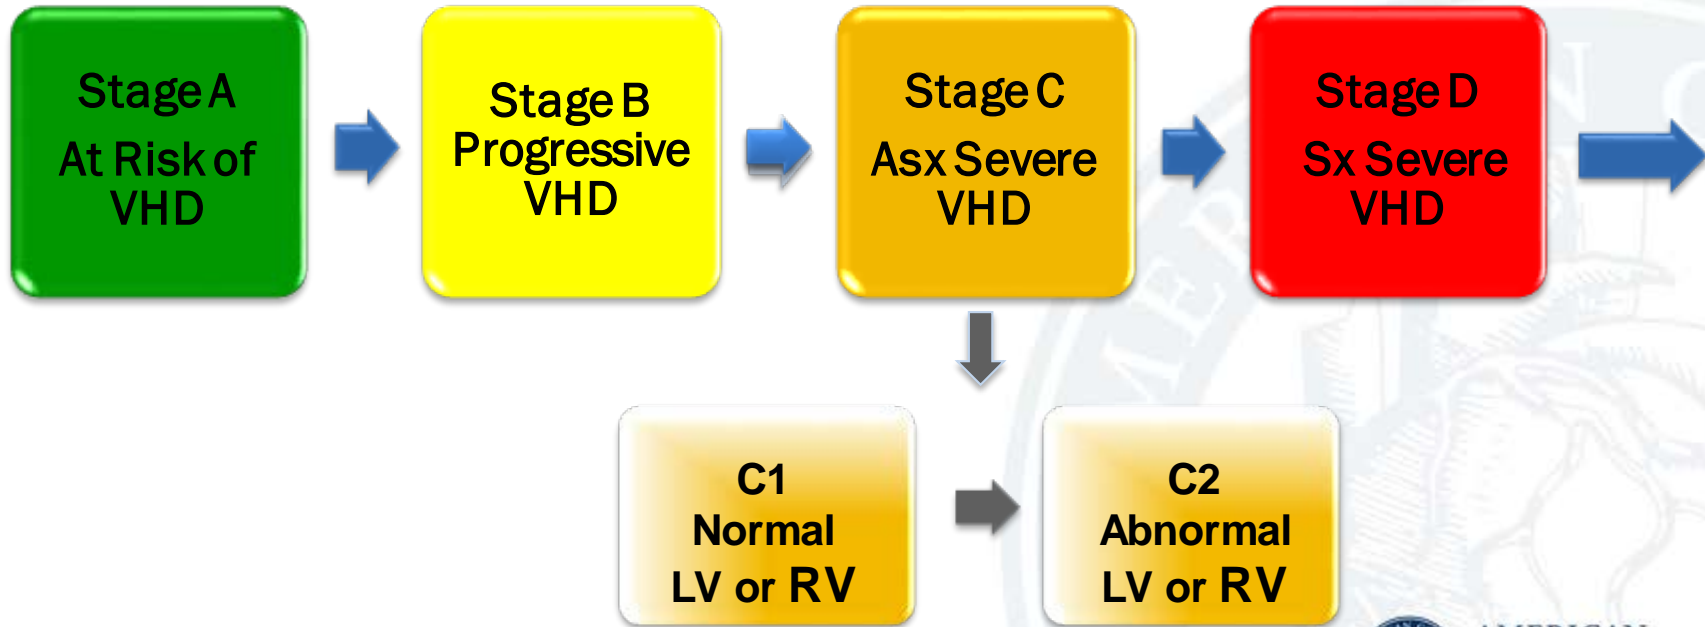 Stage A
At Risk of
VHD
Stage B
Progressive
VHD
Stage C
Asx Severe
VHD
Stage D
Sx Severe
VHD
C1
Normal
LV or RV
C2
Abnormal
LV or RV